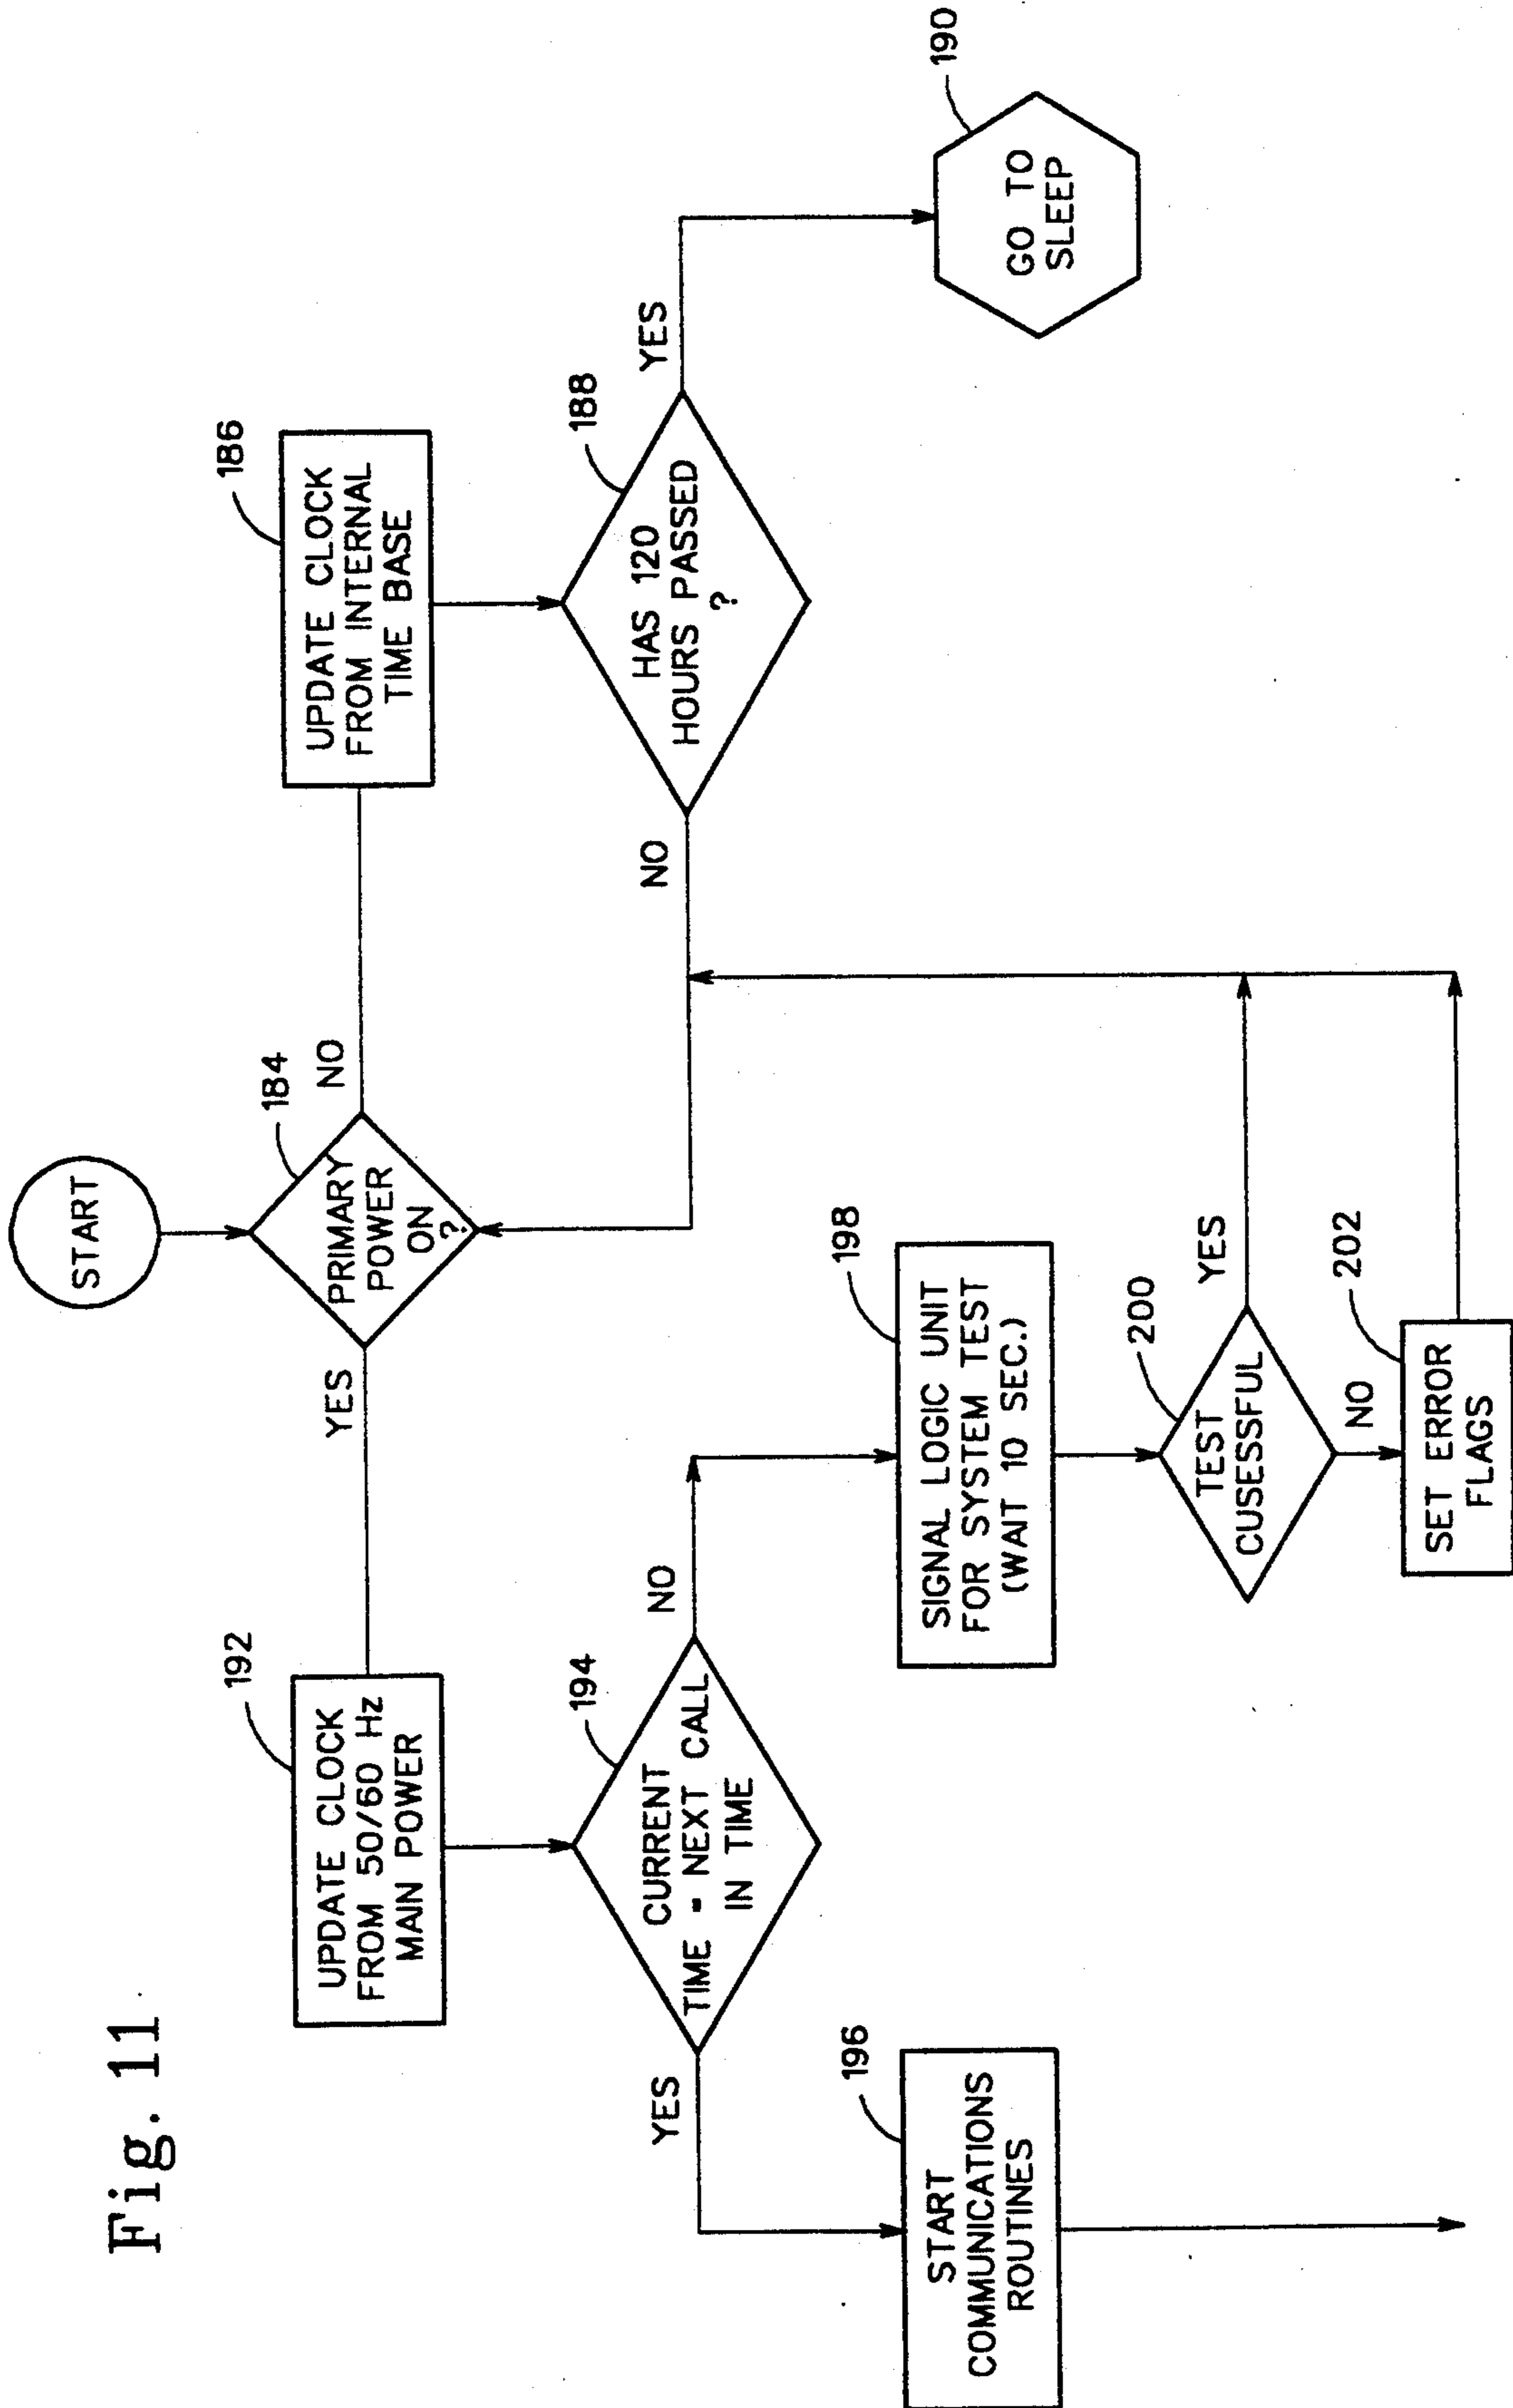 Fig. 11
START
184
PRIMARY
POWER
ON
?
YES
NO
192
UPDATE CLOCK
FROM 50/60 Hz
MAIN POWER
186
UPDATE CLOCK
FROM INTERNAL
TIME BASE
194
CURRENT
TIME = NEXT CALL
IN TIME
YES
NO
188
HAS 120
HOURS PASSED
?
NO
YES
196
START
COMMUNICATIONS
ROUTINES
198
SIGNAL LOGIC UNIT
FOR SYSTEM TEST
(WAIT 10 SEC.)
190
GO TO
SLEEP
200
TEST
CUSESSFUL
YES
NO
202
SET ERROR
FLAGS